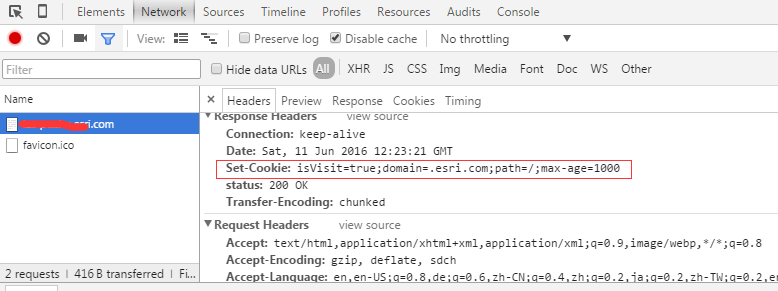 Elements Network Sources Timeline Profiles Resources Audits Console
View: Preserve log Disable cache No throttling
Filter Hide data URLs All XHR JS CSS Img Media Font Doc WS Other
Name
ri.com
favicon.ico
2 requests | 416 B transferred | Fi...
× Headers Preview Response Cookies Timing
Response Headers view source
Connection: keep-alive
Date: Sat, 11 Jun 2016 12:23:21 GMT
Set-Cookie: isVisit=true;domain=.esri.com;path=/;max-age=1000
status: 200 OK
Transfer-Encoding: chunked
Request Headers view source
Accept: text/html,application/xhtml+xml,application/xml;q=0.9,image/webp,*/*;q=0.8
Accept-Encoding: gzip, deflate, sdch
Accept-Language: en,en-US;q=0.8,de;q=0.6,zh-CN;q=0.4,zh;q=0.2,ja;q=0.2,zh-TW;q=0.2,e